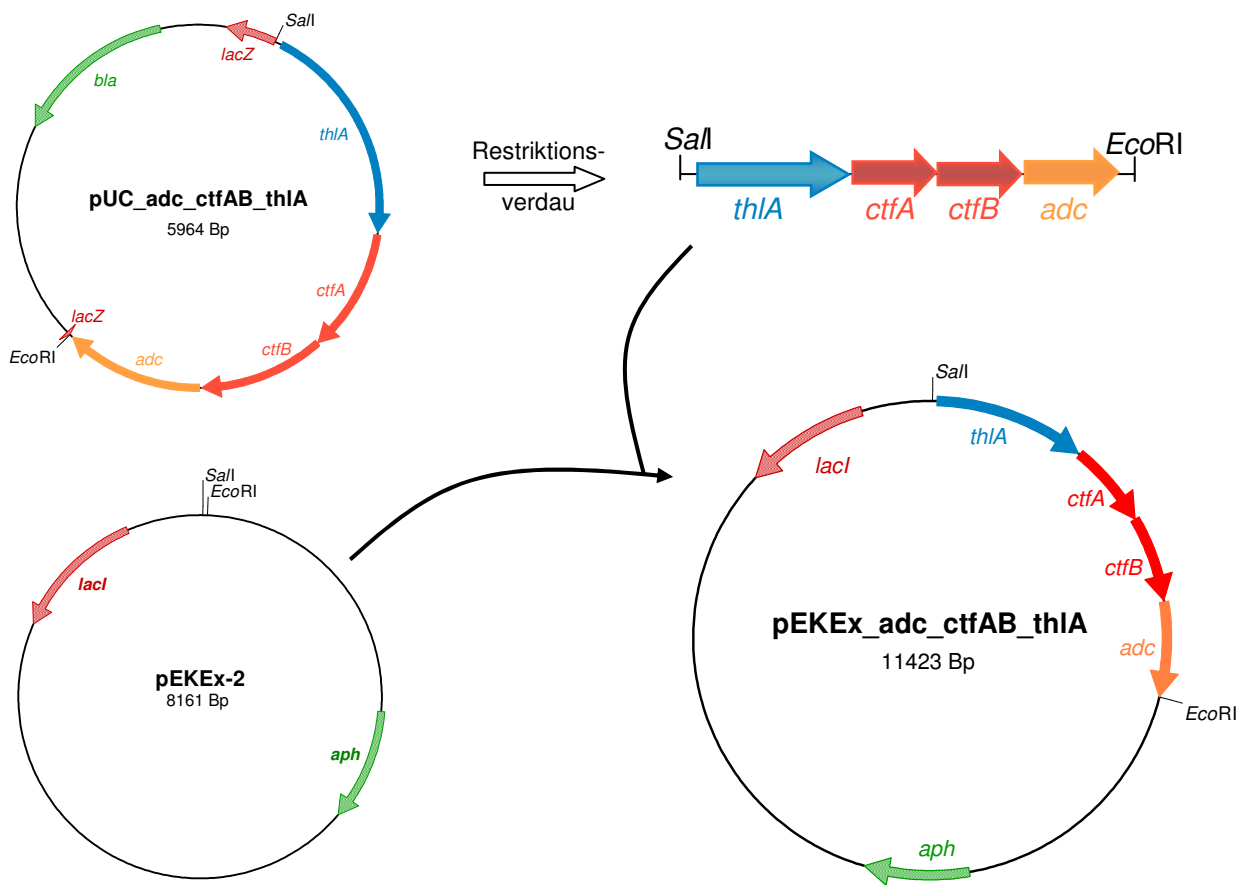 SalI
lacZ
bla
thlA
pUC_adc_ctfAB_thlA
5964 Bp
ctfA
lacZ
EcoRI
adc
ctfB
Restriktions-
verdau
SalI
EcoRI
thlA
ctfA
ctfB
adc
SalI
EcoRI
lacI
pEKEx-2
8161 Bp
aph
SalI
lacI
thlA
ctfA
ctfB
pEKEx_adc_ctfAB_thlA
11423 Bp
adc
EcoRI
aph